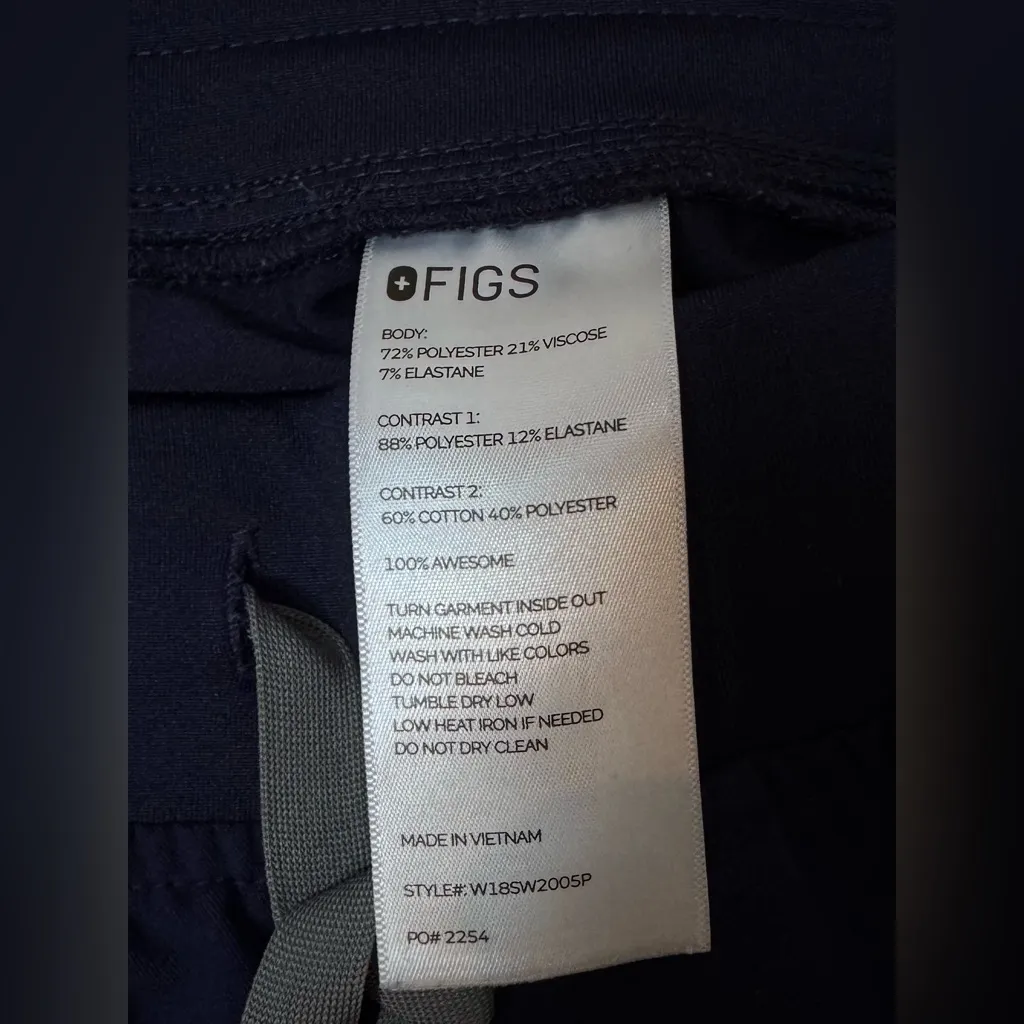 FIGS
BODY:
72% POLYESTER 21% VISCOSE
7% ELASTANE
CONTRAST 1:
88% POLYESTER 12% ELASTANE
CONTRAST 2:
60% COTTON 40% POLYESTER
100% AWESOME
TURN GARMENT INSIDE OUT
MACHINE WASH COLD
WASH WITH LIKE COLORS
DO NOT BLEACH
TUMBLE DRY LOW
LOW HEAT IRON IF NEEDED
DO NOT DRY CLEAN
MADE IN VIETNAM
STYLE#: W18SW2005P
PO# 2254